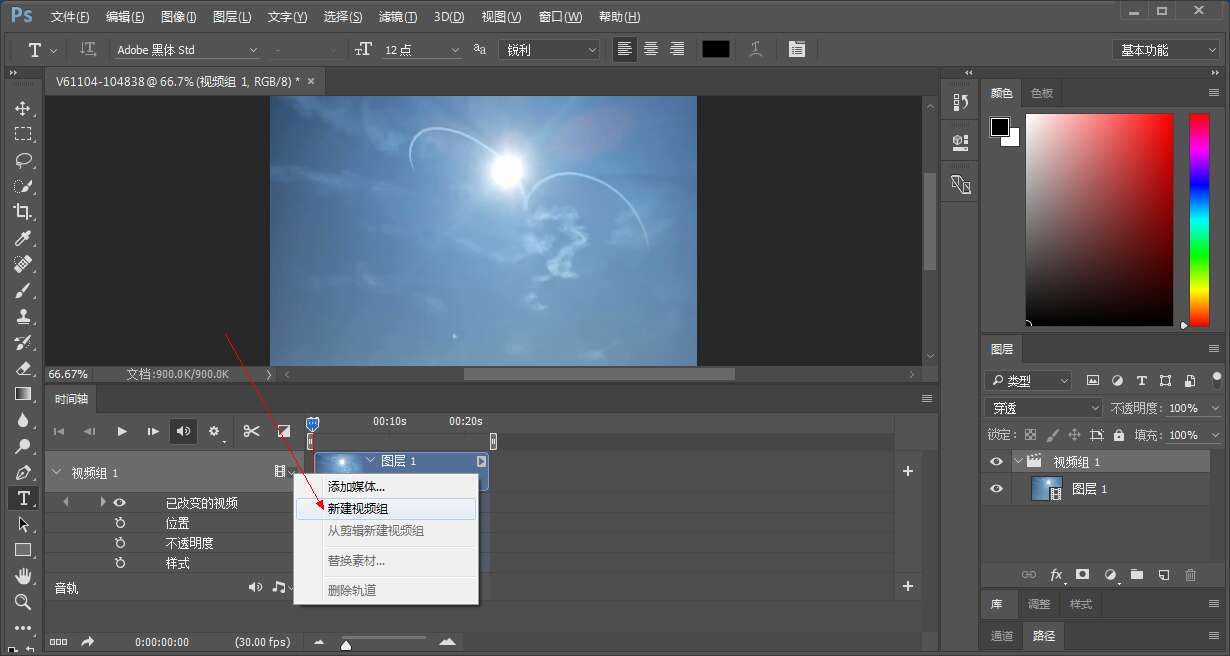 Ps 文件(F) 编辑(E) 图像(I) 图层(L) 文字(Y) 选择(S) 滤镜(T) 3D(D) 视图(V) 窗口(W) 帮助(H)
T Adobe 黑体 Std - 12 点 aa 锐利 基本功能
V61104-104838 @ 66.7% (视频组 1, RGB/8) * ×
颜色 色板
66.67% 文档:900.0K/900.0K
时间轴
00:10s 00:20s
视频组 1
图层 1
添加媒体...
新建视频组
从剪辑新建视频组
替换素材...
删除轨道
已改变的视频
位置
不透明度
样式
音轨
0:00:00:00 (30.00 fps)
图层
类型
穿透 不透明度: 100%
锁定: 填充: 100%
视频组 1
图层 1
fx
库 调整 样式
通道 路径